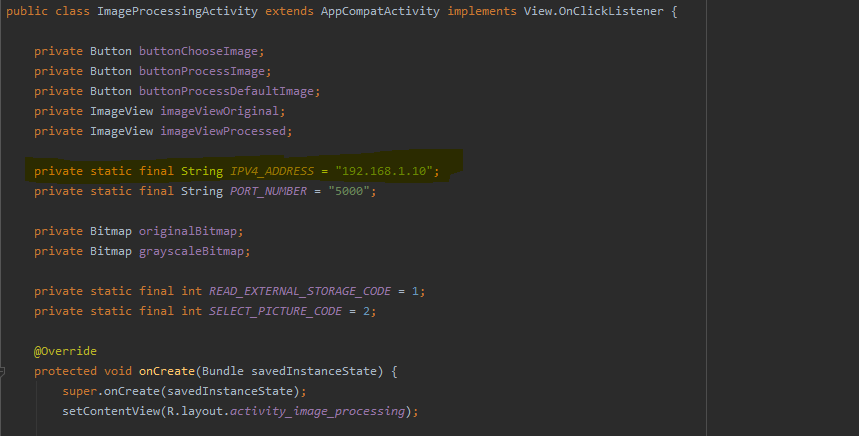 public class ImageProcessingActivity extends AppCompatActivity implements View.OnClickListener {
private Button buttonChooseImage;
private Button buttonProcessImage;
private Button buttonProcessDefaultImage;
private ImageView imageViewOriginal;
private ImageView imageViewProcessed;
private static final String IPV4_ADDRESS = "192.168.1.10";
private static final String PORT_NUMBER = "5000";
private Bitmap originalBitmap;
private Bitmap grayscaleBitmap;
private static final int READ_EXTERNAL_STORAGE_CODE = 1;
private static final int SELECT_PICTURE_CODE = 2;
@Override
protected void onCreate(Bundle savedInstanceState) {
super.onCreate(savedInstanceState);
setContentView(R.layout.activity_image_processing);